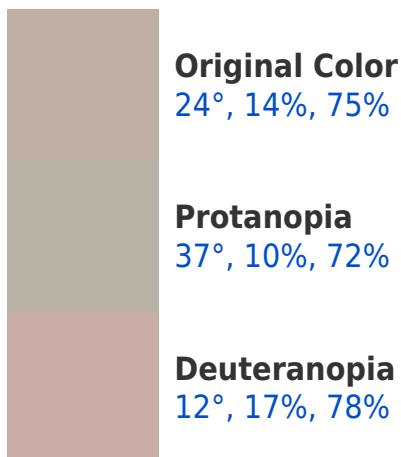 Original Color
24°, 14%, 75%
Protanopia
37°, 10%, 72%
Deuteranopia
12°, 17%, 78%